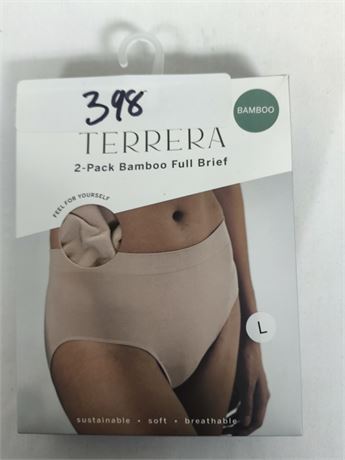 398
BAMBOO
TERRERA
2-Pack Bamboo Full Brief
FEEL FOR YOURSELF
L
sustainable • soft • breathable